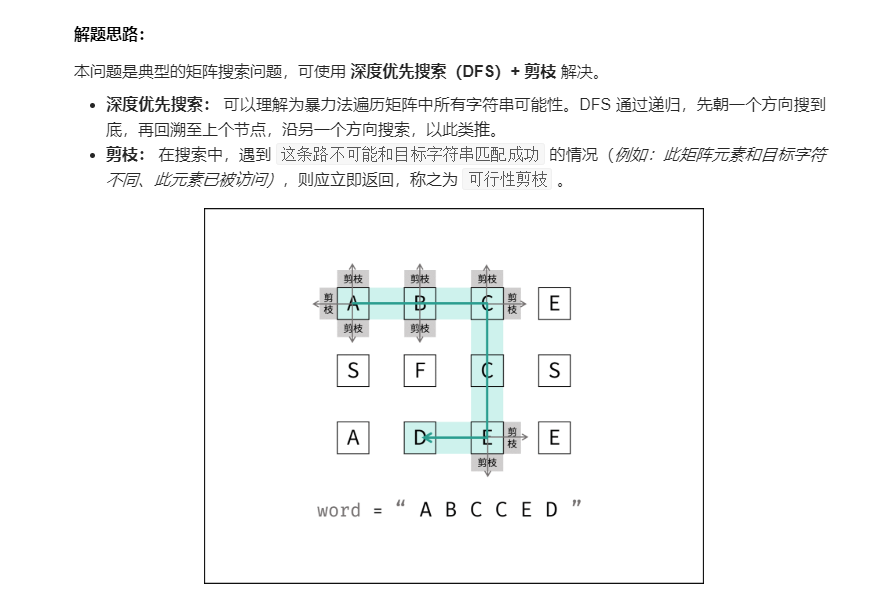 解题思路：
本问题是典型的矩阵搜索问题，可使用 深度优先搜索（DFS）+ 剪枝 解决。
• 深度优先搜索： 可以理解为暴力法遍历矩阵中所有字符串可能性。DFS 通过递归，先朝一个方向搜到
底，再回溯至上个节点，沿另一个方向搜索，以此类推。
• 剪枝： 在搜索中，遇到 这条路不可能和目标字符串匹配成功 的情况（例如：此矩阵元素和目标字符
不同、此元素已被访问），则应立即返回，称之为 可行性剪枝 。
剪枝 剪枝 剪枝
剪枝 A B C 剪枝 E
剪枝 剪枝
S F C S
A D E 剪枝 E
剪枝
word = “ A B C C E D ”